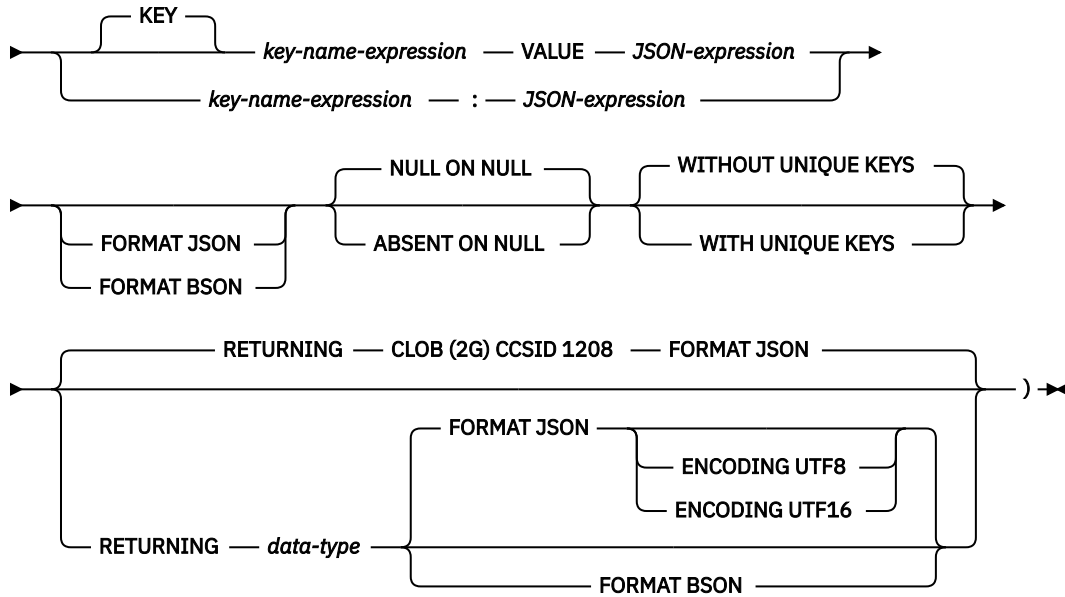 KEY
key-name-expression VALUE JSON-expression
key-name-expression : JSON-expression
NULL ON NULL WITHOUT UNIQUE KEYS
FORMAT JSON ABSENT ON NULL WITH UNIQUE KEYS
FORMAT BSON
RETURNING CLOB (2G) CCSID 1208 FORMAT JSON
)
FORMAT JSON
ENCODING UTF8
ENCODING UTF16
RETURNING data-type
FORMAT BSON